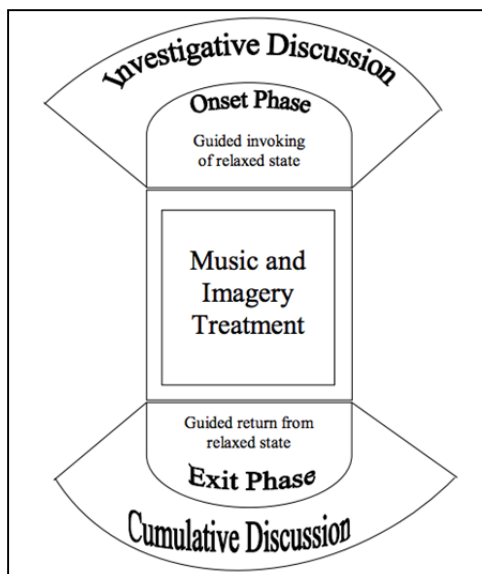 Investigative Discussion
Onset Phase
Guided invoking
of relaxed state
Music and
Imagery
Treatment
Guided return from
relaxed state
Exit Phase
Cumulative Discussion